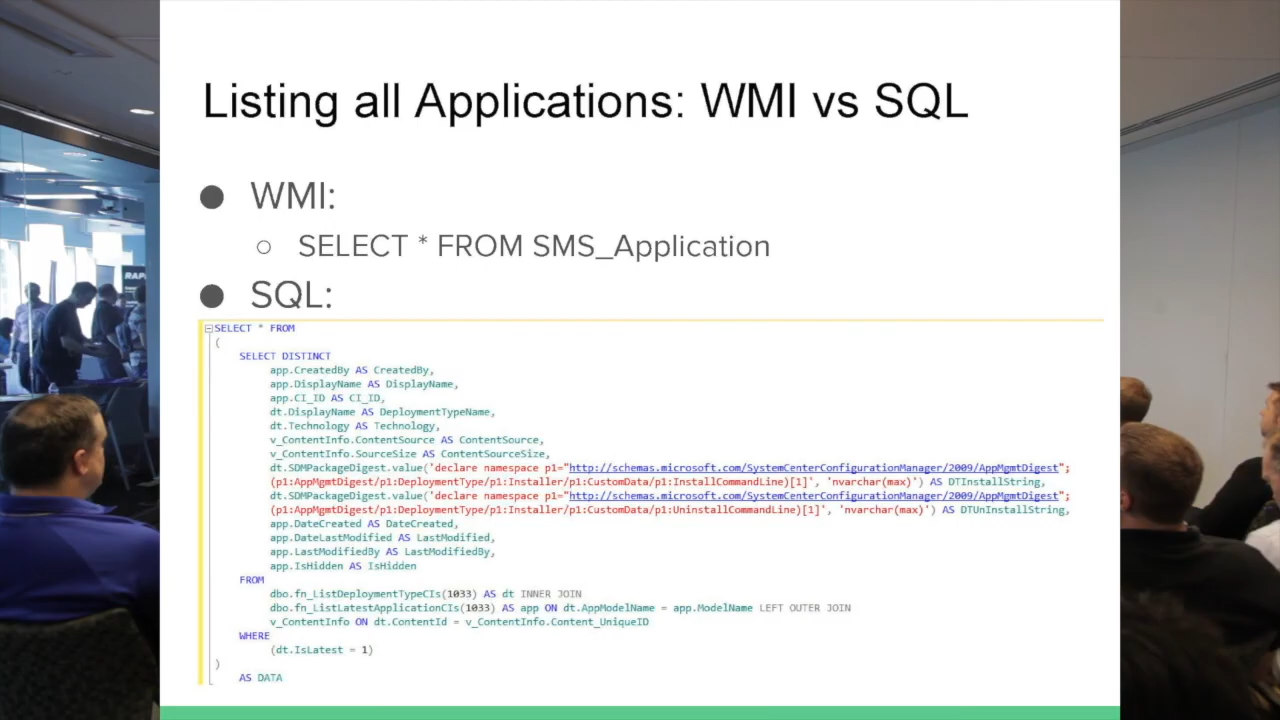 Listing all Applications: WMI vs SQL
● WMI:
○ SELECT * FROM SMS_Application
● SQL:
SELECT * FROM
(
SELECT DISTINCT
app.CreatedBy AS CreatedBy,
app.DisplayName AS DisplayName,
app.CI_ID AS CI_ID,
dt.DisplayName AS DeploymentTypeName,
dt.Technology AS Technology,
v_ContentInfo.ContentSource AS ContentSource,
v_ContentInfo.SourceSize AS ContentSourceSize,
dt.SDMPackageDigest.value('declare namespace p1="http://schemas.microsoft.com/SystemCenterConfigurationManager/2009/AppMgmtDigest";
(p1:AppMgmtDigest/p1:DeploymentType/p1:Installer/p1:CustomData/p1:InstallCommandLine)[1]', 'nvarchar(max)') AS DTInstallString,
dt.SDMPackageDigest.value('declare namespace p1="http://schemas.microsoft.com/SystemCenterConfigurationManager/2009/AppMgmtDigest";
(p1:AppMgmtDigest/p1:DeploymentType/p1:Installer/p1:CustomData/p1:UninstallCommandLine)[1]', 'nvarchar(max)') AS DTUnInstallString,
app.DateCreated AS DateCreated,
app.DateLastModified AS LastModified,
app.LastModifiedBy AS LastModifiedBy,
app.IsHidden AS IsHidden
FROM
dbo.fn_ListDeploymentTypeCIs(1033) AS dt INNER JOIN
dbo.fn_ListLatestApplicationCIs(1033) AS app ON dt.AppModelName = app.ModelName LEFT OUTER JOIN
v_ContentInfo ON dt.ContentId = v_ContentInfo.Content_UniqueID
WHERE
(dt.IsLatest = 1)
)
AS DATA